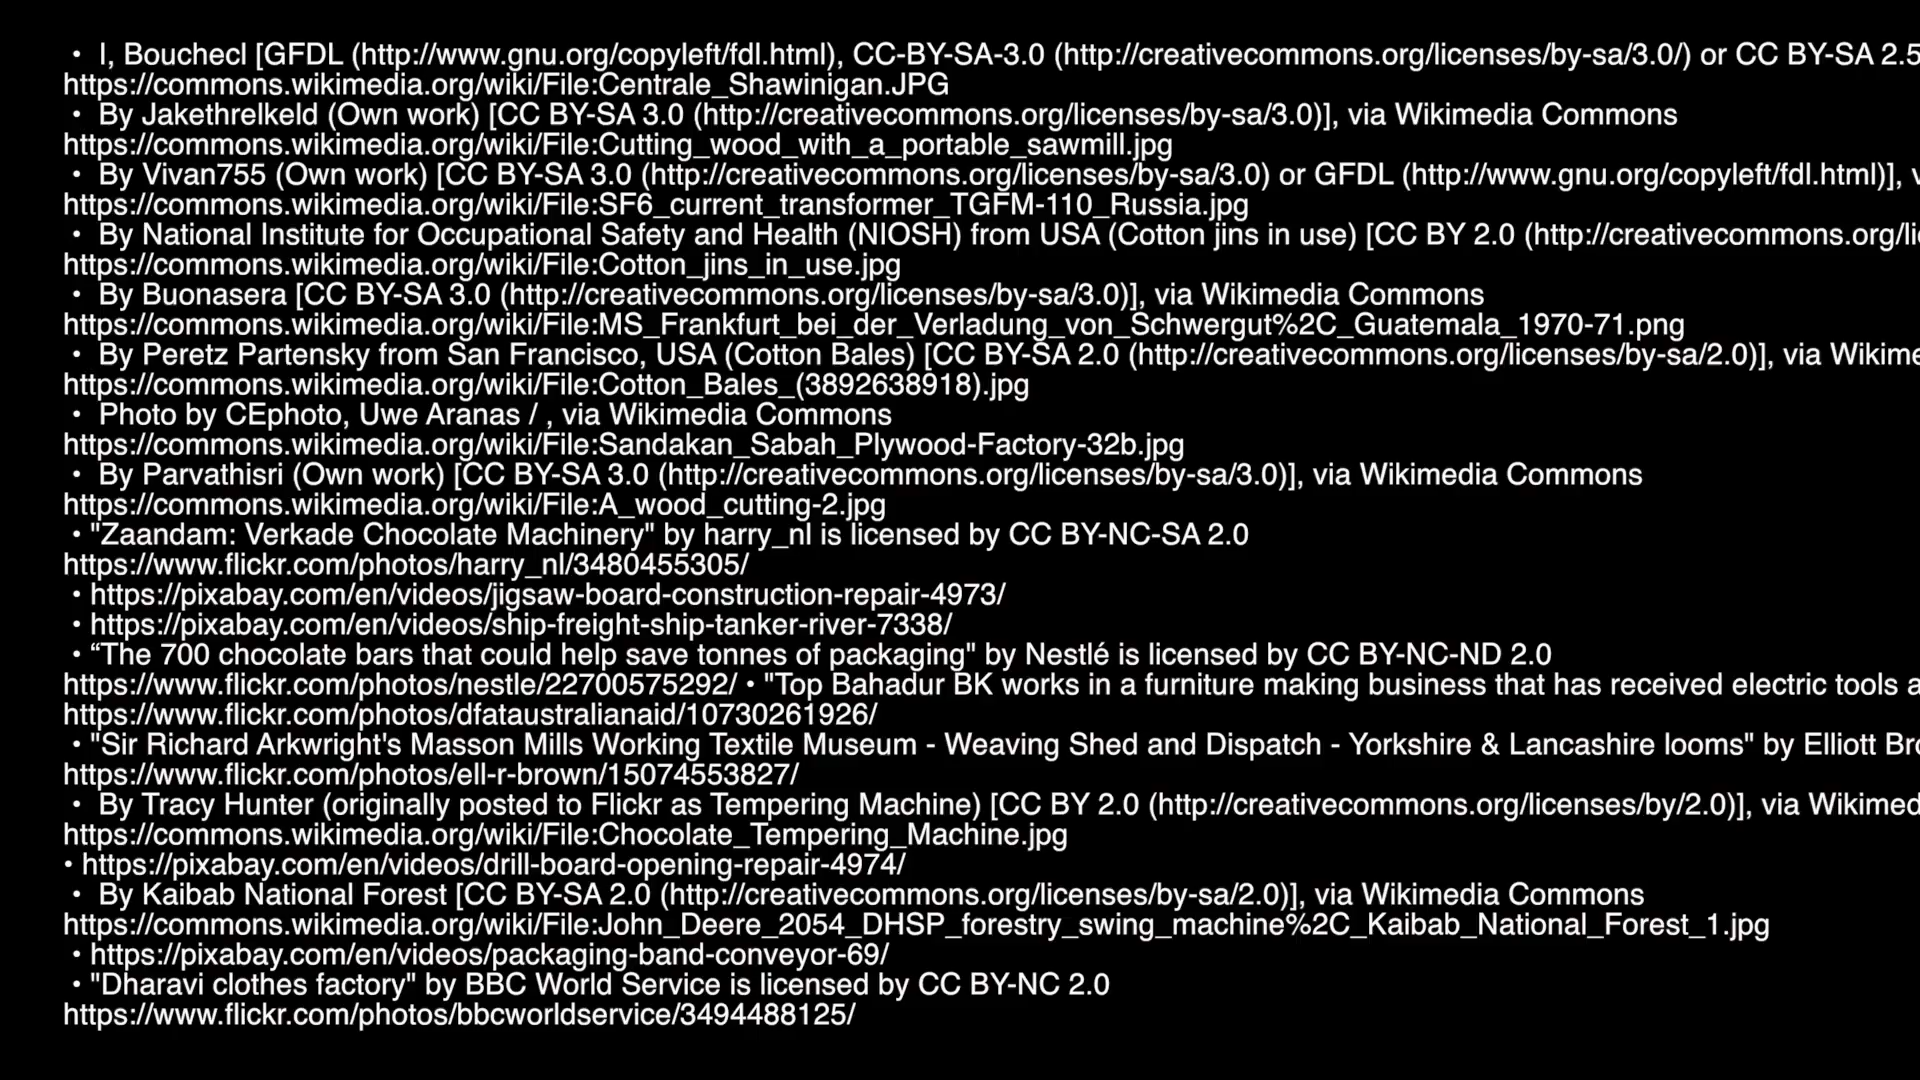 • I, Bouchecl [GFDL (http://www.gnu.org/copyleft/fdl.html), CC-BY-SA-3.0 (http://creativecommons.org/licenses/by-sa/3.0/) or CC BY-SA 2.5
https://commons.wikimedia.org/wiki/File:Centrale_Shawinigan.JPG
• By Jakethrelkeld (Own work) [CC BY-SA 3.0 (http://creativecommons.org/licenses/by-sa/3.0)], via Wikimedia Commons
https://commons.wikimedia.org/wiki/File:Cutting_wood_with_a_portable_sawmill.jpg
• By Vivan755 (Own work) [CC BY-SA 3.0 (http://creativecommons.org/licenses/by-sa/3.0) or GFDL (http://www.gnu.org/copyleft/fdl.html)],
https://commons.wikimedia.org/wiki/File:SF6_current_transformer_TGFM-110_Russia.jpg
• By National Institute for Occupational Safety and Health (NIOSH) from USA (Cotton jins in use) [CC BY 2.0 (http://creativecommons.org/li
https://commons.wikimedia.org/wiki/File:Cotton_jins_in_use.jpg
• By Buonasera [CC BY-SA 3.0 (http://creativecommons.org/licenses/by-sa/3.0)], via Wikimedia Commons
https://commons.wikimedia.org/wiki/File:MS_Frankfurt_bei_der_Verladung_von_Schwergut%2C_Guatemala_1970-71.png
• By Peretz Partensky from San Francisco, USA (Cotton Bales) [CC BY-SA 2.0 (http://creativecommons.org/licenses/by-sa/2.0)], via Wikime
https://commons.wikimedia.org/wiki/File:Cotton_Bales_(3892638918).jpg
• Photo by CEphoto, Uwe Aranas / , via Wikimedia Commons
https://commons.wikimedia.org/wiki/File:Sandakan_Sabah_Plywood-Factory-32b.jpg
• By Parvathisri (Own work) [CC BY-SA 3.0 (http://creativecommons.org/licenses/by-sa/3.0)], via Wikimedia Commons
https://commons.wikimedia.org/wiki/File:A_wood_cutting-2.jpg
• "Zaandam: Verkade Chocolate Machinery" by harry_nl is licensed by CC BY-NC-SA 2.0
https://www.flickr.com/photos/harry_nl/3480455305/
• https://pixabay.com/en/videos/jigsaw-board-construction-repair-4973/
• https://pixabay.com/en/videos/ship-freight-ship-tanker-river-7338/
• “The 700 chocolate bars that could help save tonnes of packaging" by Nestlé is licensed by CC BY-NC-ND 2.0
https://www.flickr.com/photos/nestle/22700575292/ • "Top Bahadur BK works in a furniture making business that has received electric tools a
https://www.flickr.com/photos/dfataustralianaid/10730261926/
• "Sir Richard Arkwright's Masson Mills Working Textile Museum - Weaving Shed and Dispatch - Yorkshire & Lancashire looms" by Elliott Bro
https://www.flickr.com/photos/ell-r-brown/15074553827/
• By Tracy Hunter (originally posted to Flickr as Tempering Machine) [CC BY 2.0 (http://creativecommons.org/licenses/by/2.0)], via Wikimed
https://commons.wikimedia.org/wiki/File:Chocolate_Tempering_Machine.jpg
• https://pixabay.com/en/videos/drill-board-opening-repair-4974/
• By Kaibab National Forest [CC BY-SA 2.0 (http://creativecommons.org/licenses/by-sa/2.0)], via Wikimedia Commons
https://commons.wikimedia.org/wiki/File:John_Deere_2054_DHSP_forestry_swing_machine%2C_Kaibab_National_Forest_1.jpg
• https://pixabay.com/en/videos/packaging-band-conveyor-69/
• "Dharavi clothes factory" by BBC World Service is licensed by CC BY-NC 2.0
https://www.flickr.com/photos/bbcworldservice/3494488125/